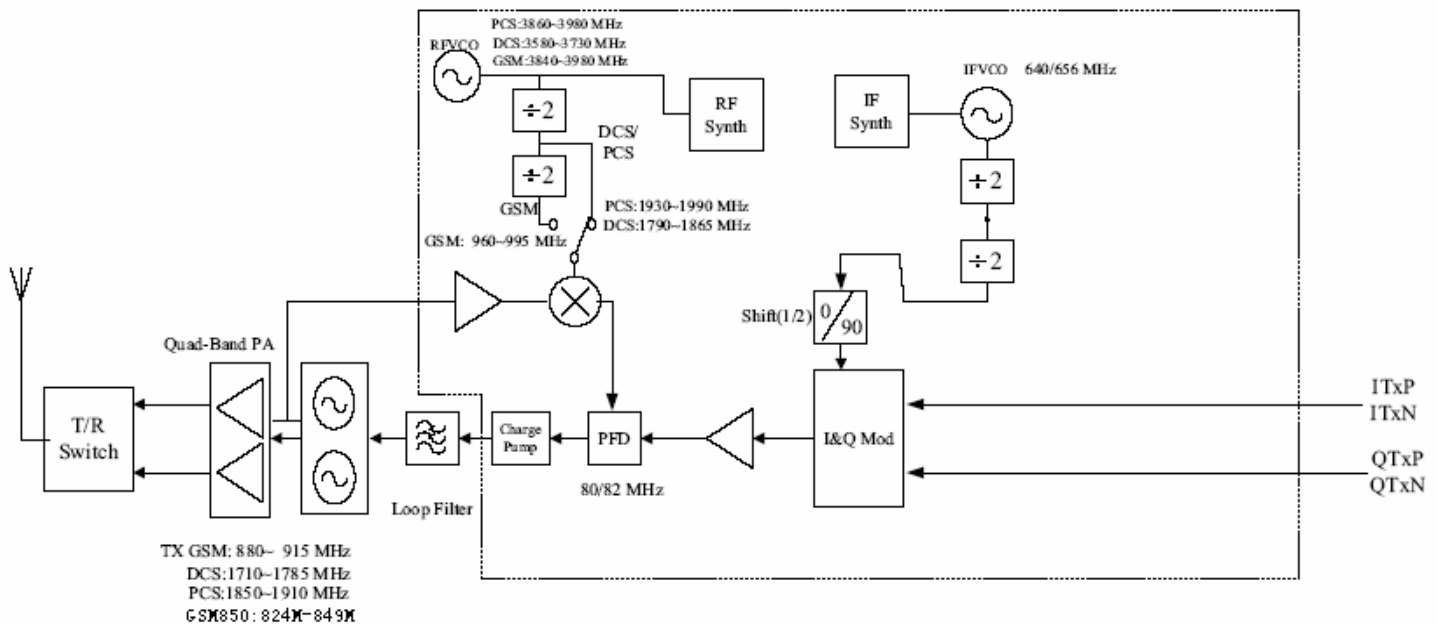 PCS:3860~3980 MHz
RFVCO
DCS:3580~3730 MHz
GSM:3840~3980 MHz
IFVCO 640/656 MHz
÷2
RF
Synth
IF
Synth
DCS/
PCS
÷2
÷2
GSM
PCS:1930~1990 MHz
DCS:1790~1865 MHz
GSM: 960~995 MHz
÷2
Shift(1/2)
0/90
Quad-Band PA
T/R
Switch
Charge
Pump
PFD
I&Q Mod
ITxP
ITxN
QTxP
QTxN
80/82 MHz
Loop Filter
TX GSM: 880~ 915 MHz
DCS:1710~1785 MHz
PCS:1850~1910 MHz
GSM850:824M-849M